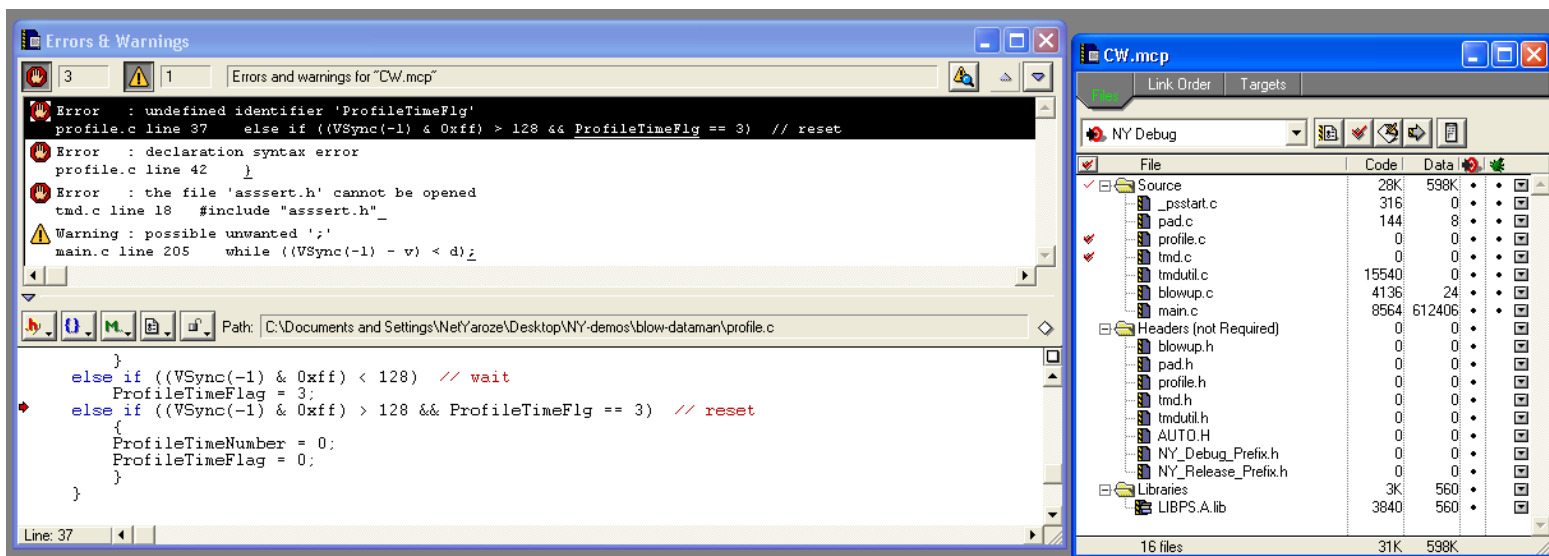 Errors & Warnings
3 1 Errors and warnings for "CW.mcp"
Error : undefined identifier 'ProfileTimeFlg'
profile.c line 37 else if ((VSync(-1) & 0xff) > 128 && ProfileTimeFlg == 3) // reset
Error : declaration syntax error
profile.c line 42 }
Error : the file 'asssert.h' cannot be opened
tmd.c line 18 #include "asssert.h"_
Warning : possible unwanted ';'
main.c line 205 while ((VSync(-1) - v) < d);
h {} M Path: C:\Documents and Settings\NetYaroze\Desktop\NY-demos\blow-dataman\profile.c
}
else if ((VSync(-1) & 0xff) < 128) // wait
ProfileTimeFlag = 3;
else if ((VSync(-1) & 0xff) > 128 && ProfileTimeFlg == 3) // reset
{
ProfileTimeNumber = 0;
ProfileTimeFlag = 0;
}
}
Line: 37
CW.mcp
Files Link Order Targets
NY Debug
File Code Data
Source 28K 598K
_psstart.c 316 0
pad.c 144 8
profile.c 0 0
tmd.c 0 0
tmdutil.c 15540 0
blowup.c 4136 24
main.c 8564 612406
Headers (not Required) 0 0
blowup.h 0 0
pad.h 0 0
profile.h 0 0
tmd.h 0 0
tmdutil.h 0 0
AUTO.H 0 0
NY_Debug_Prefix.h 0 0
NY_Release_Prefix.h 0 0
Libraries 3K 560
LIBPS.A.lib 3840 560
16 files 31K 598K